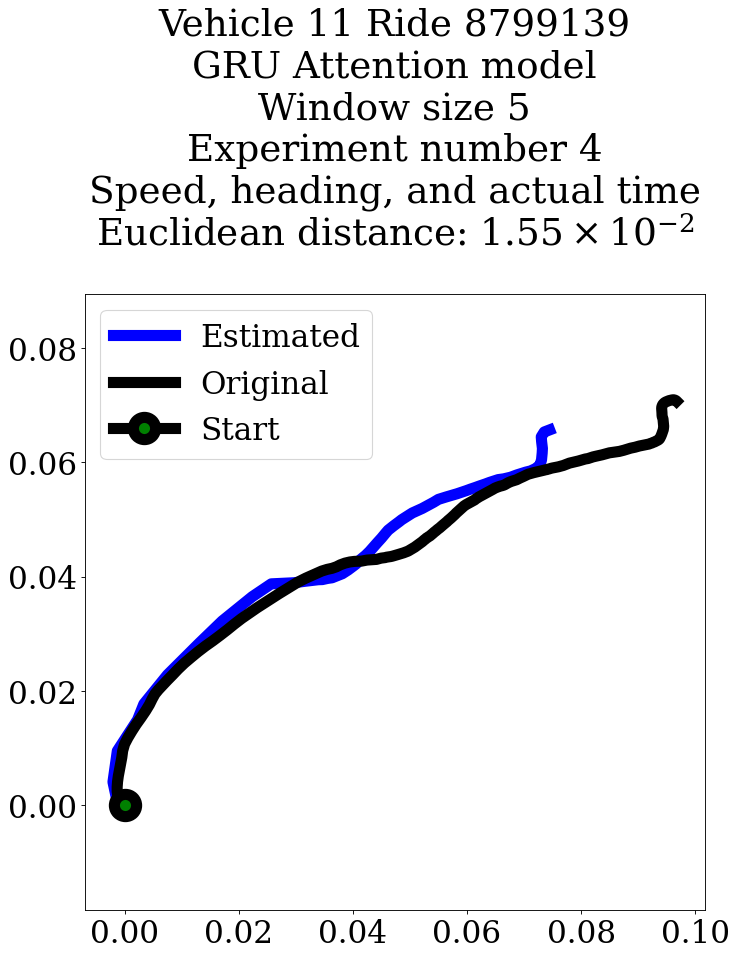 Vehicle 11 Ride 8799139
GRU Attention model
Window size 5
Experiment number 4
Speed, heading, and actual time
Euclidean distance: 1.55 × 10⁻²
Estimated
Original
Start
0.08
0.06
0.04
0.02
0.00
0.00 0.02 0.04 0.06 0.08 0.10